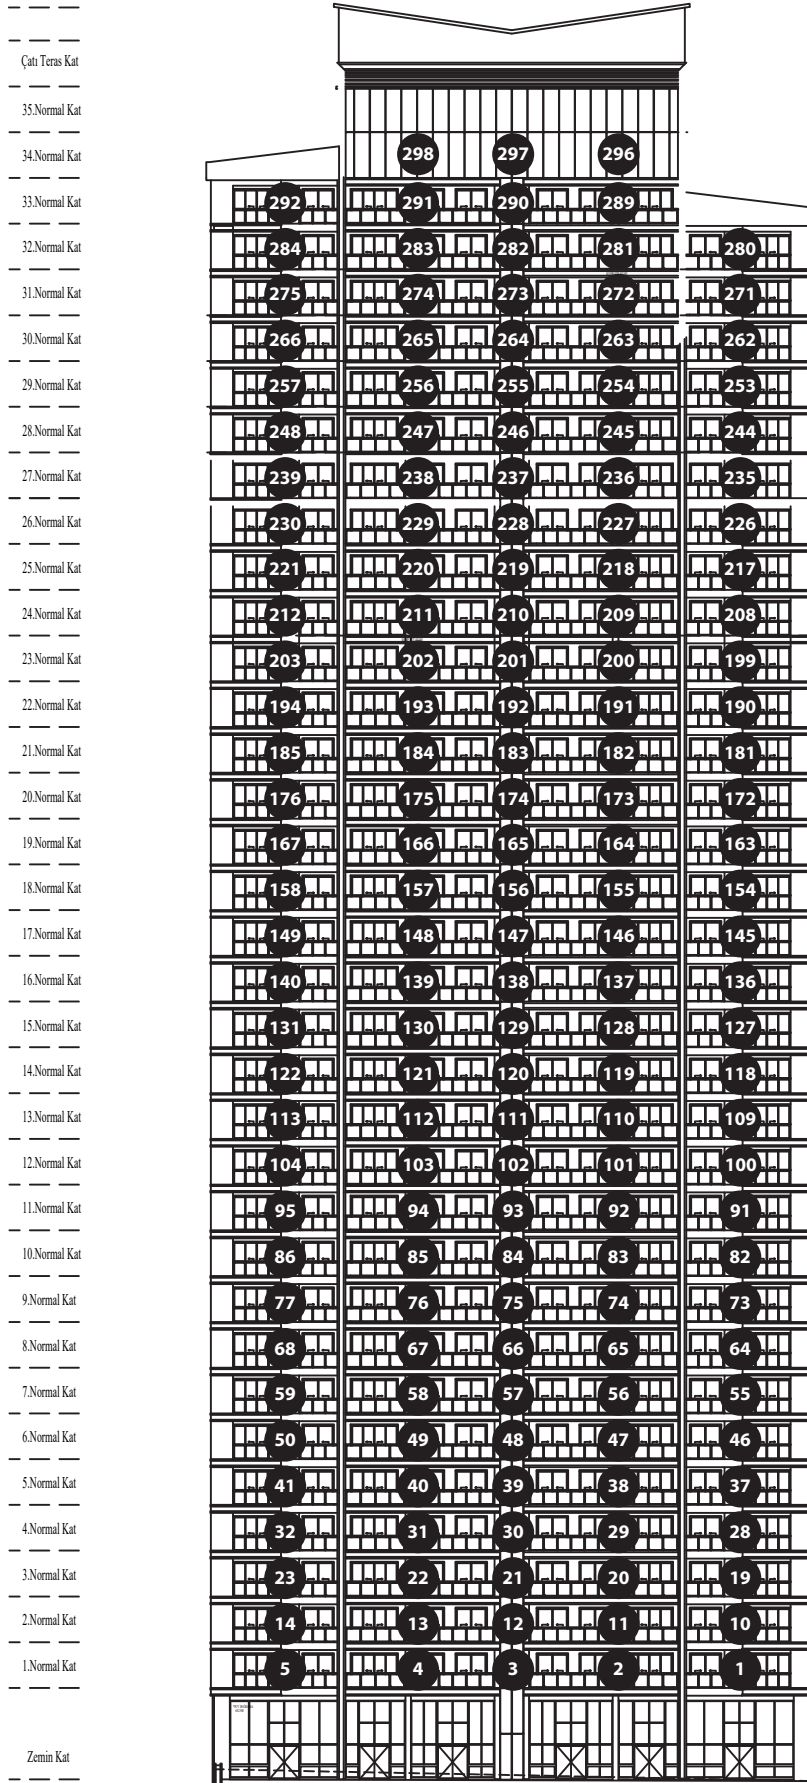 Çatı Teras Kat
35.Normal Kat
34.Normal Kat 298 297 296
33.Normal Kat 292 291 290 289
32.Normal Kat 284 283 282 281 280
31.Normal Kat 275 274 273 272 271
30.Normal Kat 266 265 264 263 262
29.Normal Kat 257 256 255 254 253
28.Normal Kat 248 247 246 245 244
27.Normal Kat 239 238 237 236 235
26.Normal Kat 230 229 228 227 226
25.Normal Kat 221 220 219 218 217
24.Normal Kat 212 211 210 209 208
23.Normal Kat 203 202 201 200 199
22.Normal Kat 194 193 192 191 190
21.Normal Kat 185 184 183 182 181
20.Normal Kat 176 175 174 173 172
19.Normal Kat 167 166 165 164 163
18.Normal Kat 158 157 156 155 154
17.Normal Kat 149 148 147 146 145
16.Normal Kat 140 139 138 137 136
15.Normal Kat 131 130 129 128 127
14.Normal Kat 122 121 120 119 118
13.Normal Kat 113 112 111 110 109
12.Normal Kat 104 103 102 101 100
11.Normal Kat 95 94 93 92 91
10.Normal Kat 86 85 84 83 82
9.Normal Kat 77 76 75 74 73
8.Normal Kat 68 67 66 65 64
7.Normal Kat 59 58 57 56 55
6.Normal Kat 50 49 48 47 46
5.Normal Kat 41 40 39 38 37
4.Normal Kat 32 31 30 29 28
3.Normal Kat 23 22 21 20 19
2.Normal Kat 14 13 12 11 10
1.Normal Kat 5 4 3 2 1
Zemin Kat